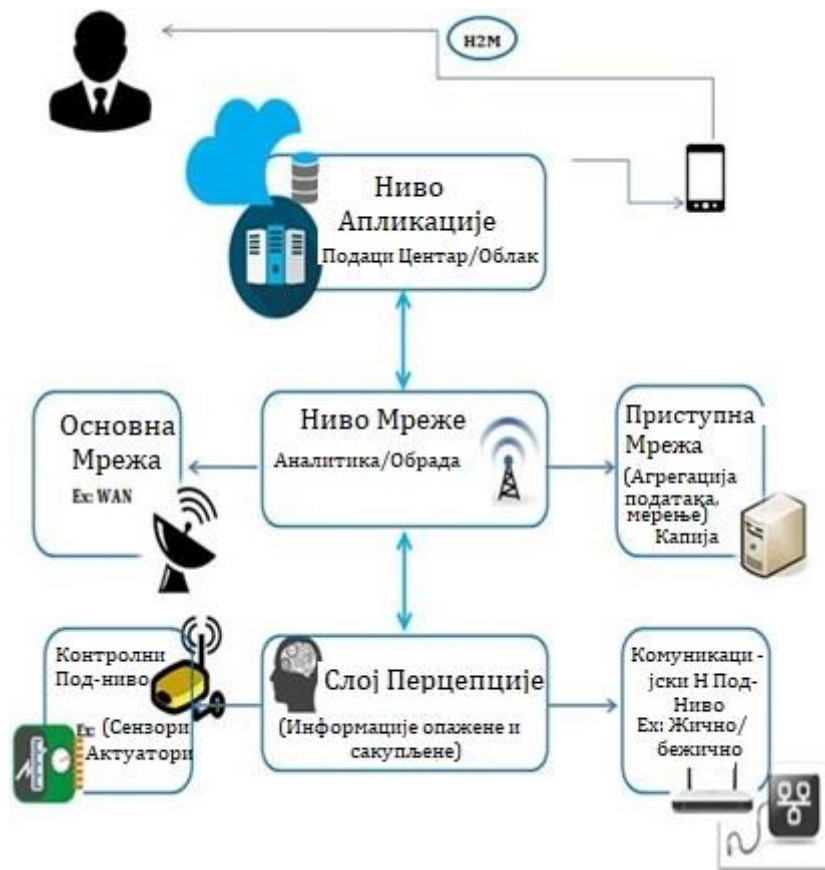 H2M
Ниво
Апликације
Подаци Центар/Облак
Основна
Мрежа
Ex: WAN
Ниво Мреже
Аналитика/Обрада
Приступна
Мрежа
(Агрегација
података,
мерење)
Капија
Контролни
Под-ниво
Ex: (Сензори
Актуатори
Слој Перцепције
(Информације опажене и
сакупљене)
Комуникаци -
јски Н Под-
Ниво
Ex: Жично/
бежично